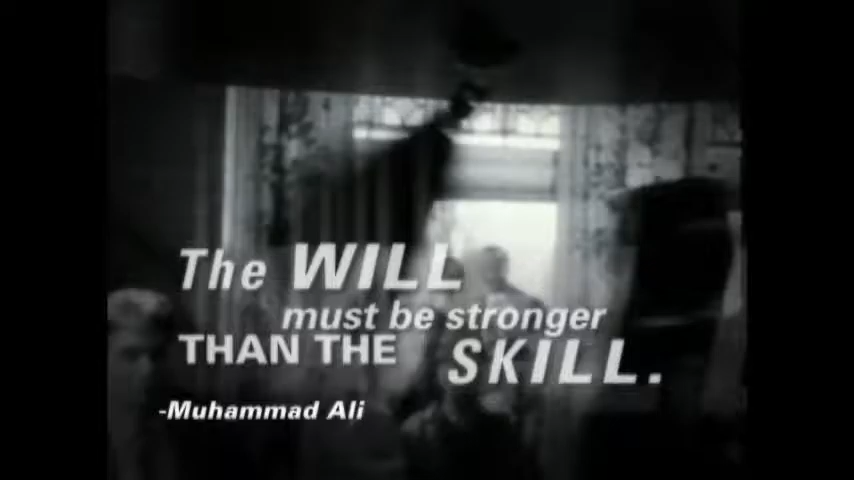 The WILL
must be stronger
THAN THE SKILL.
-Muhammad Ali